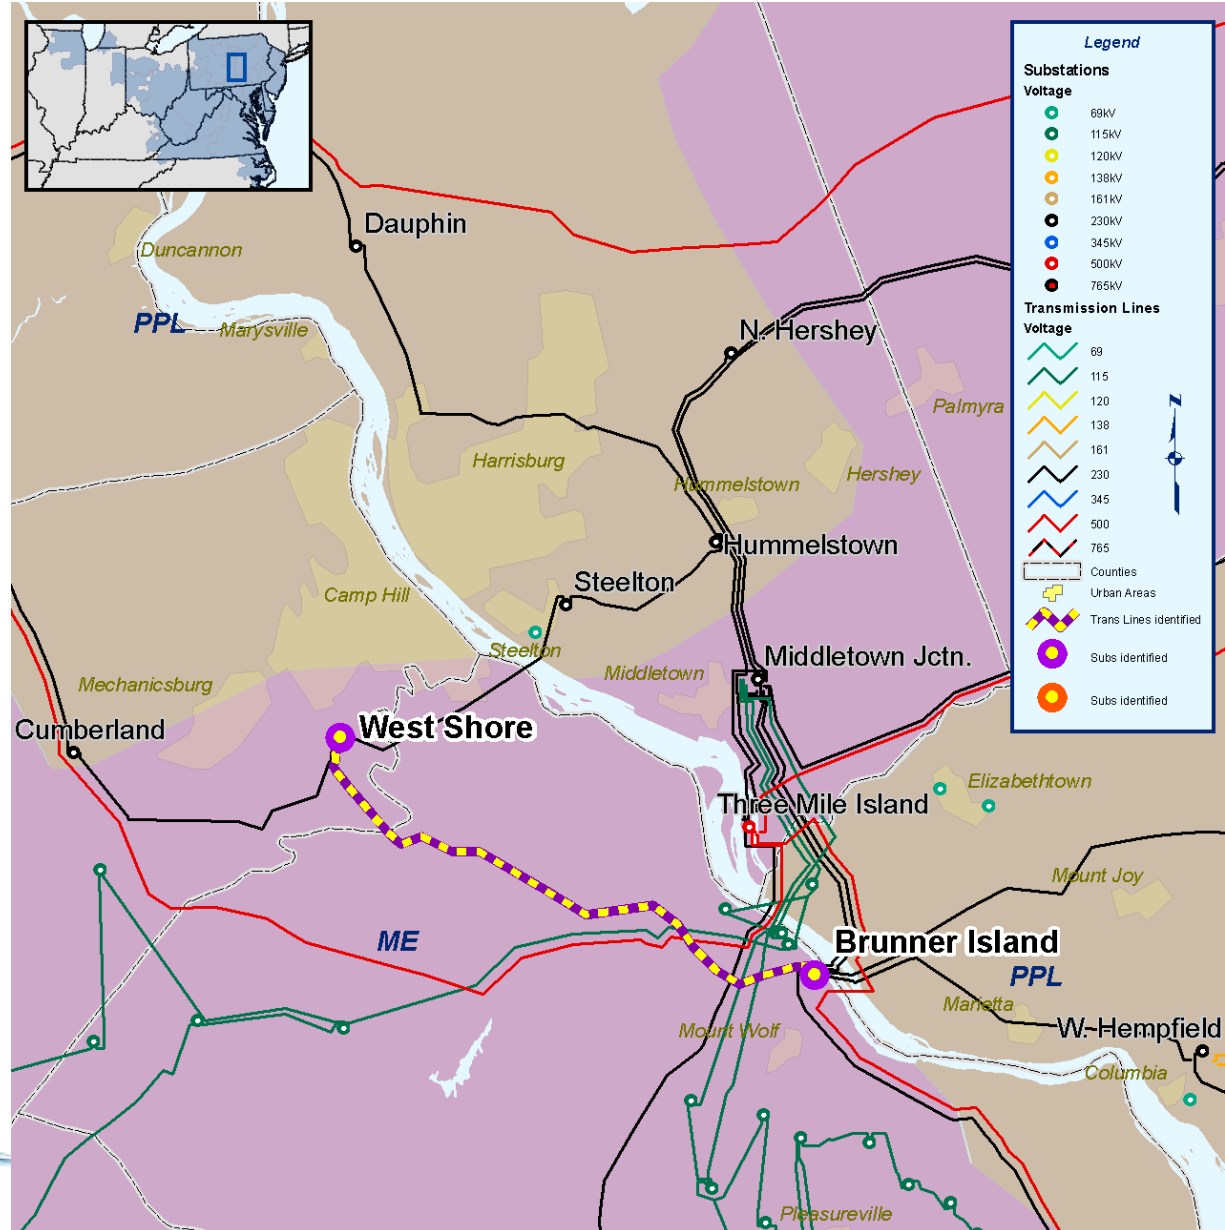 Legend
Substations
Voltage
69kV
115kV
120kV
138kV
161kV
230kV
345kV
500kV
765kV
Transmission Lines
Voltage
69
115
120
138
161
230
345
500
765
Counties
Urban Areas
Trans Lines identified
Subs identified
Subs identified
N
Dauphin
Duncannon
PPL
Marysville
N. Hershey
Palmyra
Harrisburg
Hershey
Hummelstown
Hummelstown
Steelton
Camp Hill
Steelton
Middletown
Middletown Jctn.
Mechanicsburg
Cumberland
West Shore
Elizabethtown
Three Mile Island
Mount Joy
ME
Brunner Island
PPL
Marietta
Mount Wolf
W. Hempfield
Columbia
Pleasureville